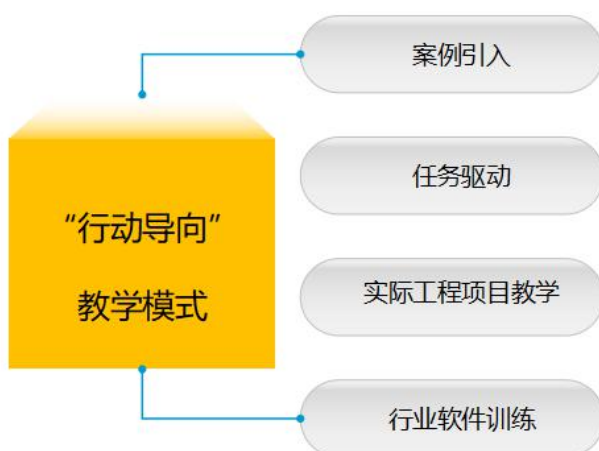 “行动导向”
教学模式
案例引入
任务驱动
实际工程项目教学
行业软件训练